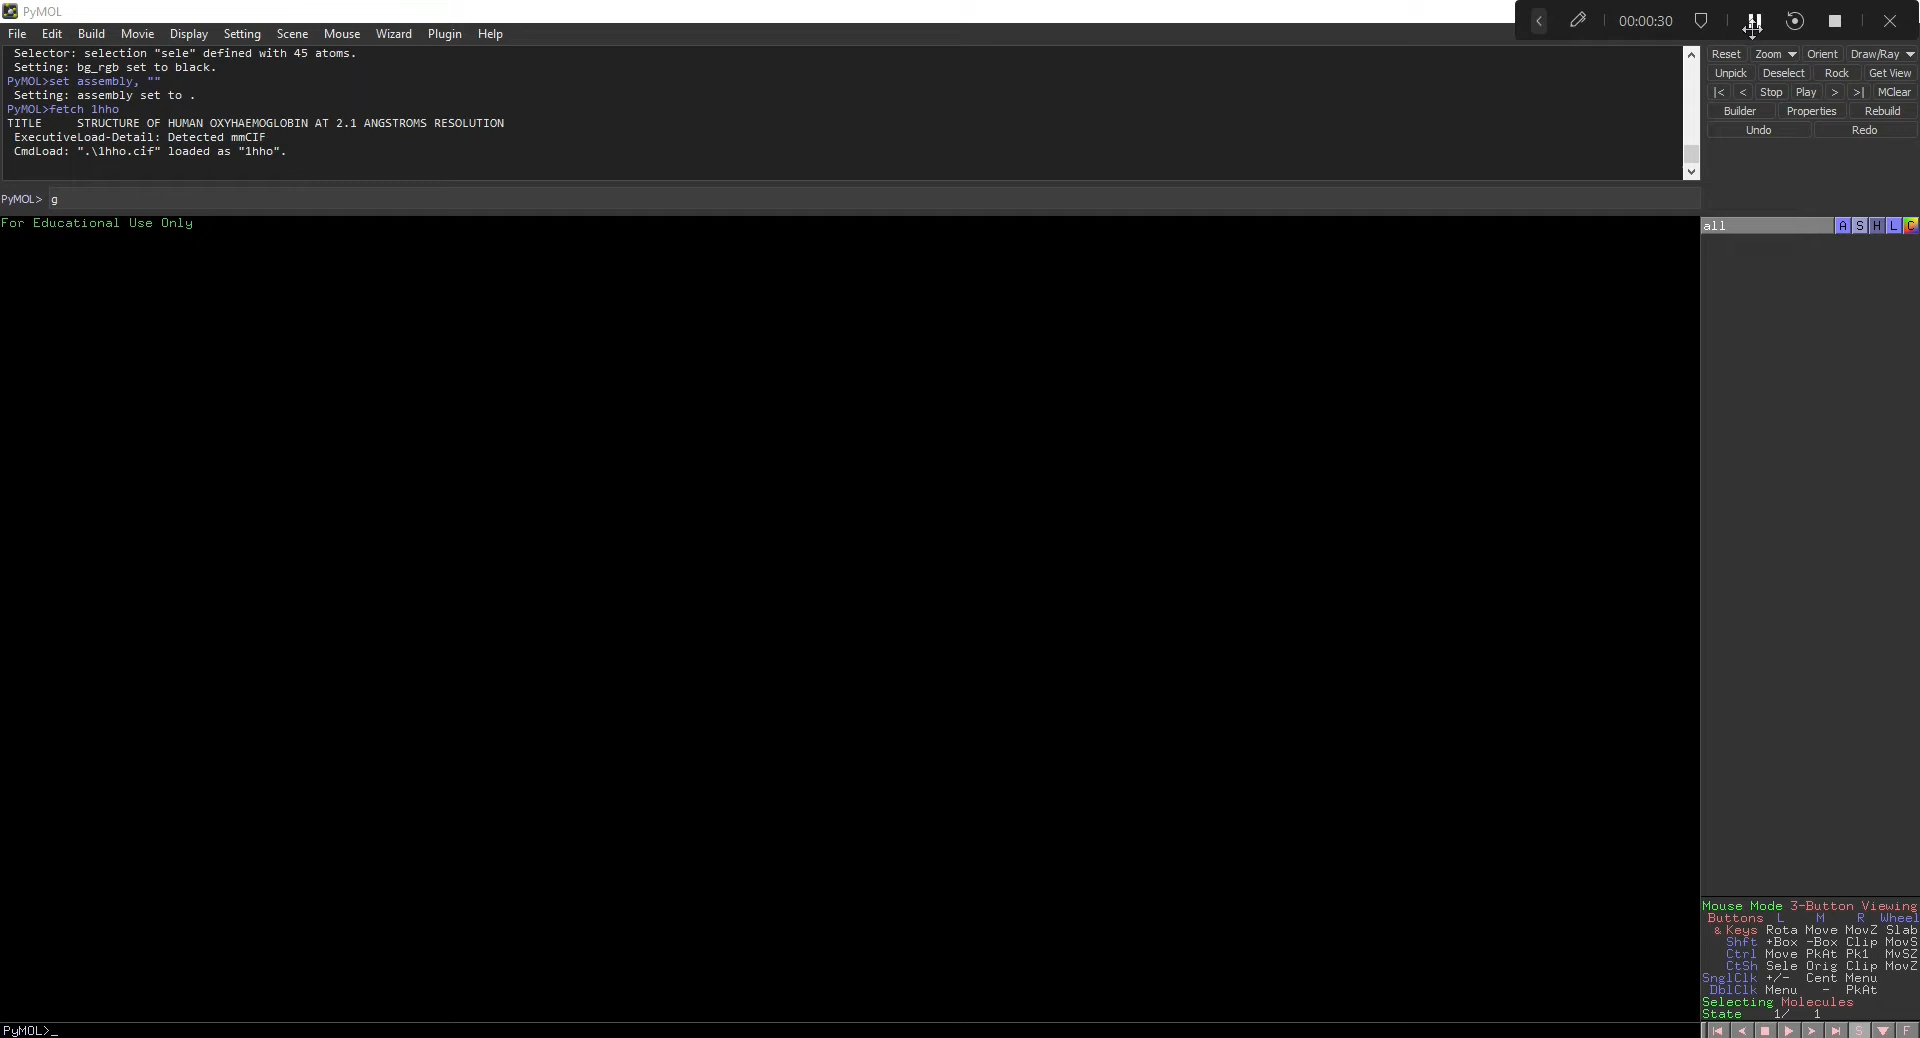 PyMOL
00:00:30
File Edit Build Movie Display Setting Scene Mouse Wizard Plugin Help
Selector: selection "sele" defined with 45 atoms.
Setting: bg_rgb set to black.
PyMOL>set assembly, ""
Setting: assembly set to .
PyMOL>fetch 1hho
TITLE     STRUCTURE OF HUMAN OXYHAEMOGLOBIN AT 2.1 ANGSTROMS RESOLUTION
ExecutiveLoad-Detail: Detected mmCIF
CmdLoad: ".\1hho.cif" loaded as "1hho".
Reset Zoom Orient Draw/Ray
Unpick Deselect Rock Get View
|< < Stop Play > >| MClear
Builder Properties Rebuild
Undo Redo
PyMOL> g
For Educational Use Only
all A S H L C
Mouse Mode 3-Button Viewing
Buttons L M R Wheel
& Keys Rota Move MovZ Slab
Shft +Box -Box Clip MovS
Ctrl Move PkAt Pk1 MvSZ
CtSh Sele Orig Clip MovZ
SnglClk +/- Cent Menu
DblClk Menu - PkAt
Selecting Molecules
State 1/ 1
PyMOL>_
S F